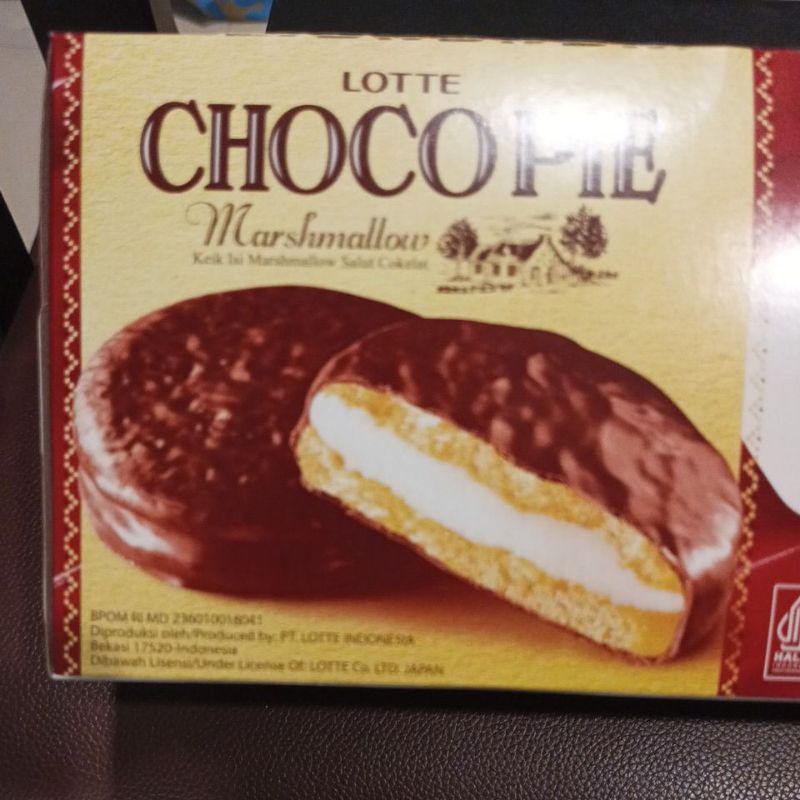 LOTTE
CHOCO PIE
Marshmallow
Keik Isi Marshmallow Salut Cokelat
BPOM RI MD 236010018041
Diproduksi oleh/Produced by: PT. LOTTE INDONESIA
Bekasi 17520-Indonesia
Dibawah Lisensi/Under License Of: LOTTE Co. LTD. JAPAN